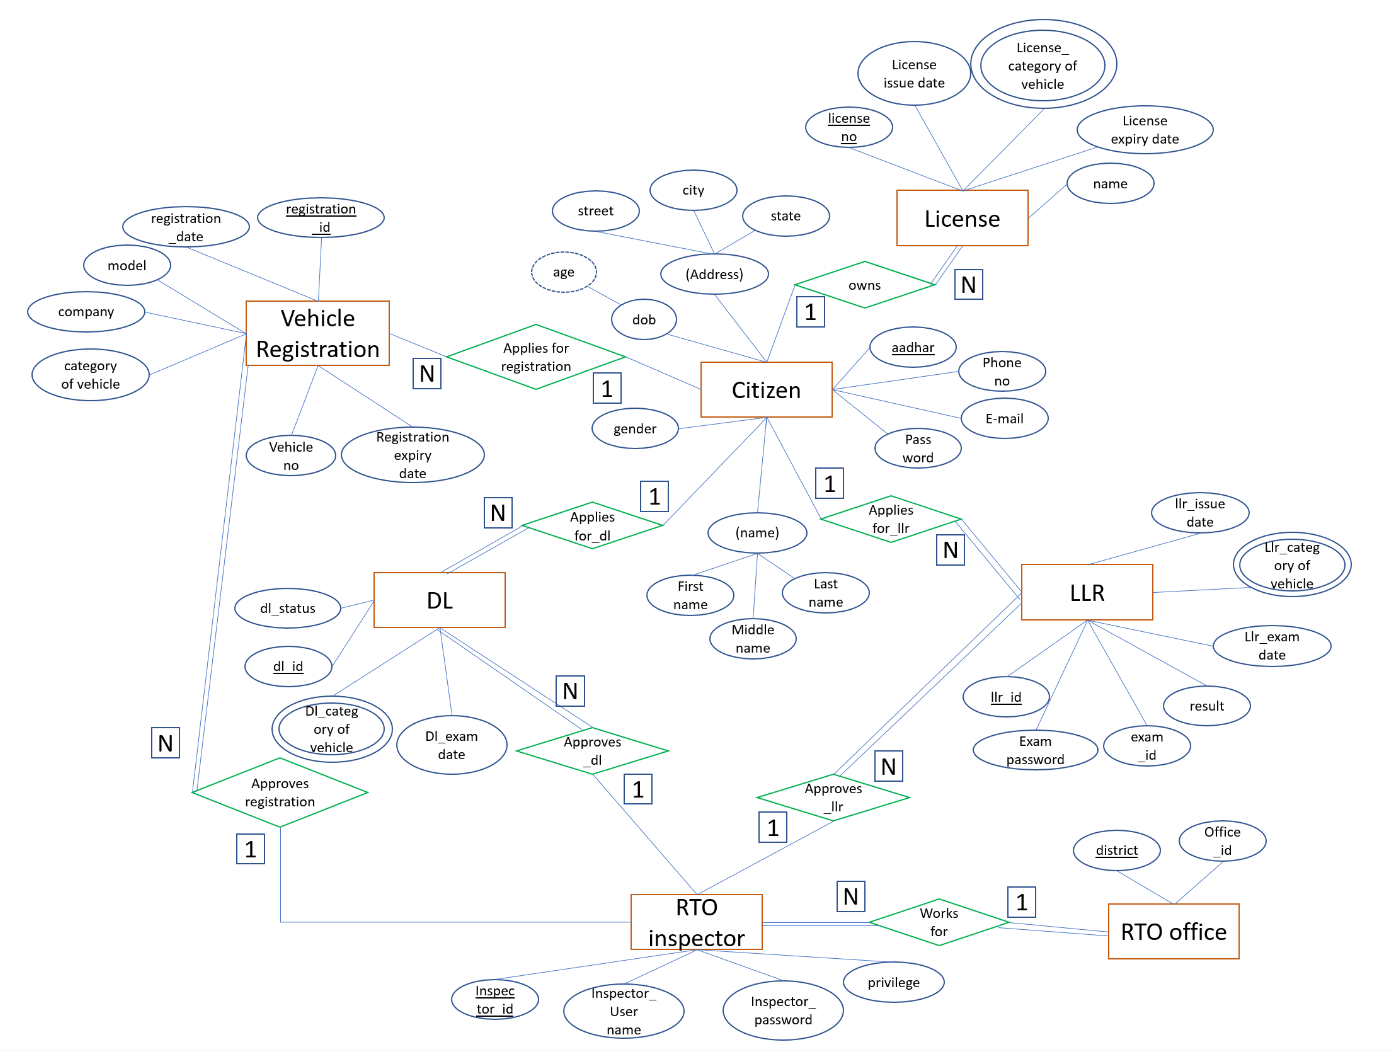 License_
category of
vehicle
License
issue date
license
no
License
expiry date
name
License
city
street
state
(Address)
age
dob
owns
N
1
registration
_date
registration
_id
model
company
category
of vehicle
Vehicle
Registration
Vehicle
no
Registration
expiry
date
N
Applies for
registration
1
Citizen
aadhar
Phone
no
E-mail
Pass
word
gender
1
N
Applies
for_dl
1
Applies
for_llr
N
(name)
First
name
Last
name
Middle
name
llr_issue
date
Llr_categ
ory of
vehicle
LLR
Llr_exam
date
llr_id
result
Exam
password
exam
_id
DL
dl_status
dl_id
Dl_categ
ory of
vehicle
Dl_exam
date
N
Approves
_dl
1
N
Approves
registration
1
N
Approves
_llr
1
district
Office
_id
RTO
inspector
N
Works
for
1
RTO office
Inspec
tor_id
Inspector_
User
name
Inspector_
password
privilege